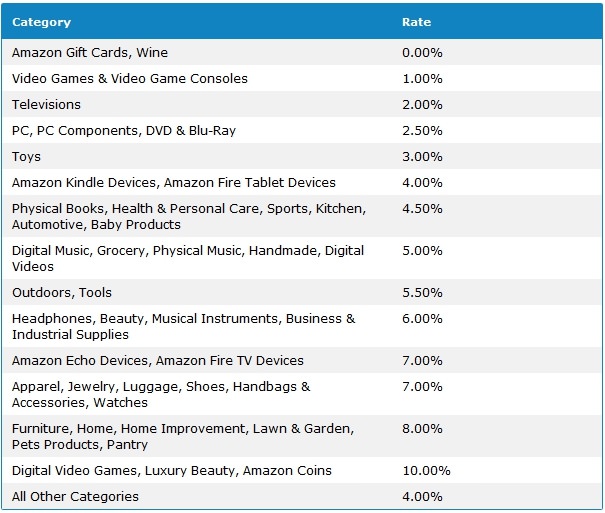 Category Rate
Amazon Gift Cards, Wine 0.00%
Video Games & Video Game Consoles 1.00%
Televisions 2.00%
PC, PC Components, DVD & Blu-Ray 2.50%
Toys 3.00%
Amazon Kindle Devices, Amazon Fire Tablet Devices 4.00%
Physical Books, Health & Personal Care, Sports, Kitchen, 4.50%
Automotive, Baby Products
Digital Music, Grocery, Physical Music, Handmade, Digital 5.00%
Videos
Outdoors, Tools 5.50%
Headphones, Beauty, Musical Instruments, Business & 6.00%
Industrial Supplies
Amazon Echo Devices, Amazon Fire TV Devices 7.00%
Apparel, Jewelry, Luggage, Shoes, Handbags & 7.00%
Accessories, Watches
Furniture, Home, Home Improvement, Lawn & Garden, 8.00%
Pets Products, Pantry
Digital Video Games, Luxury Beauty, Amazon Coins 10.00%
All Other Categories 4.00%